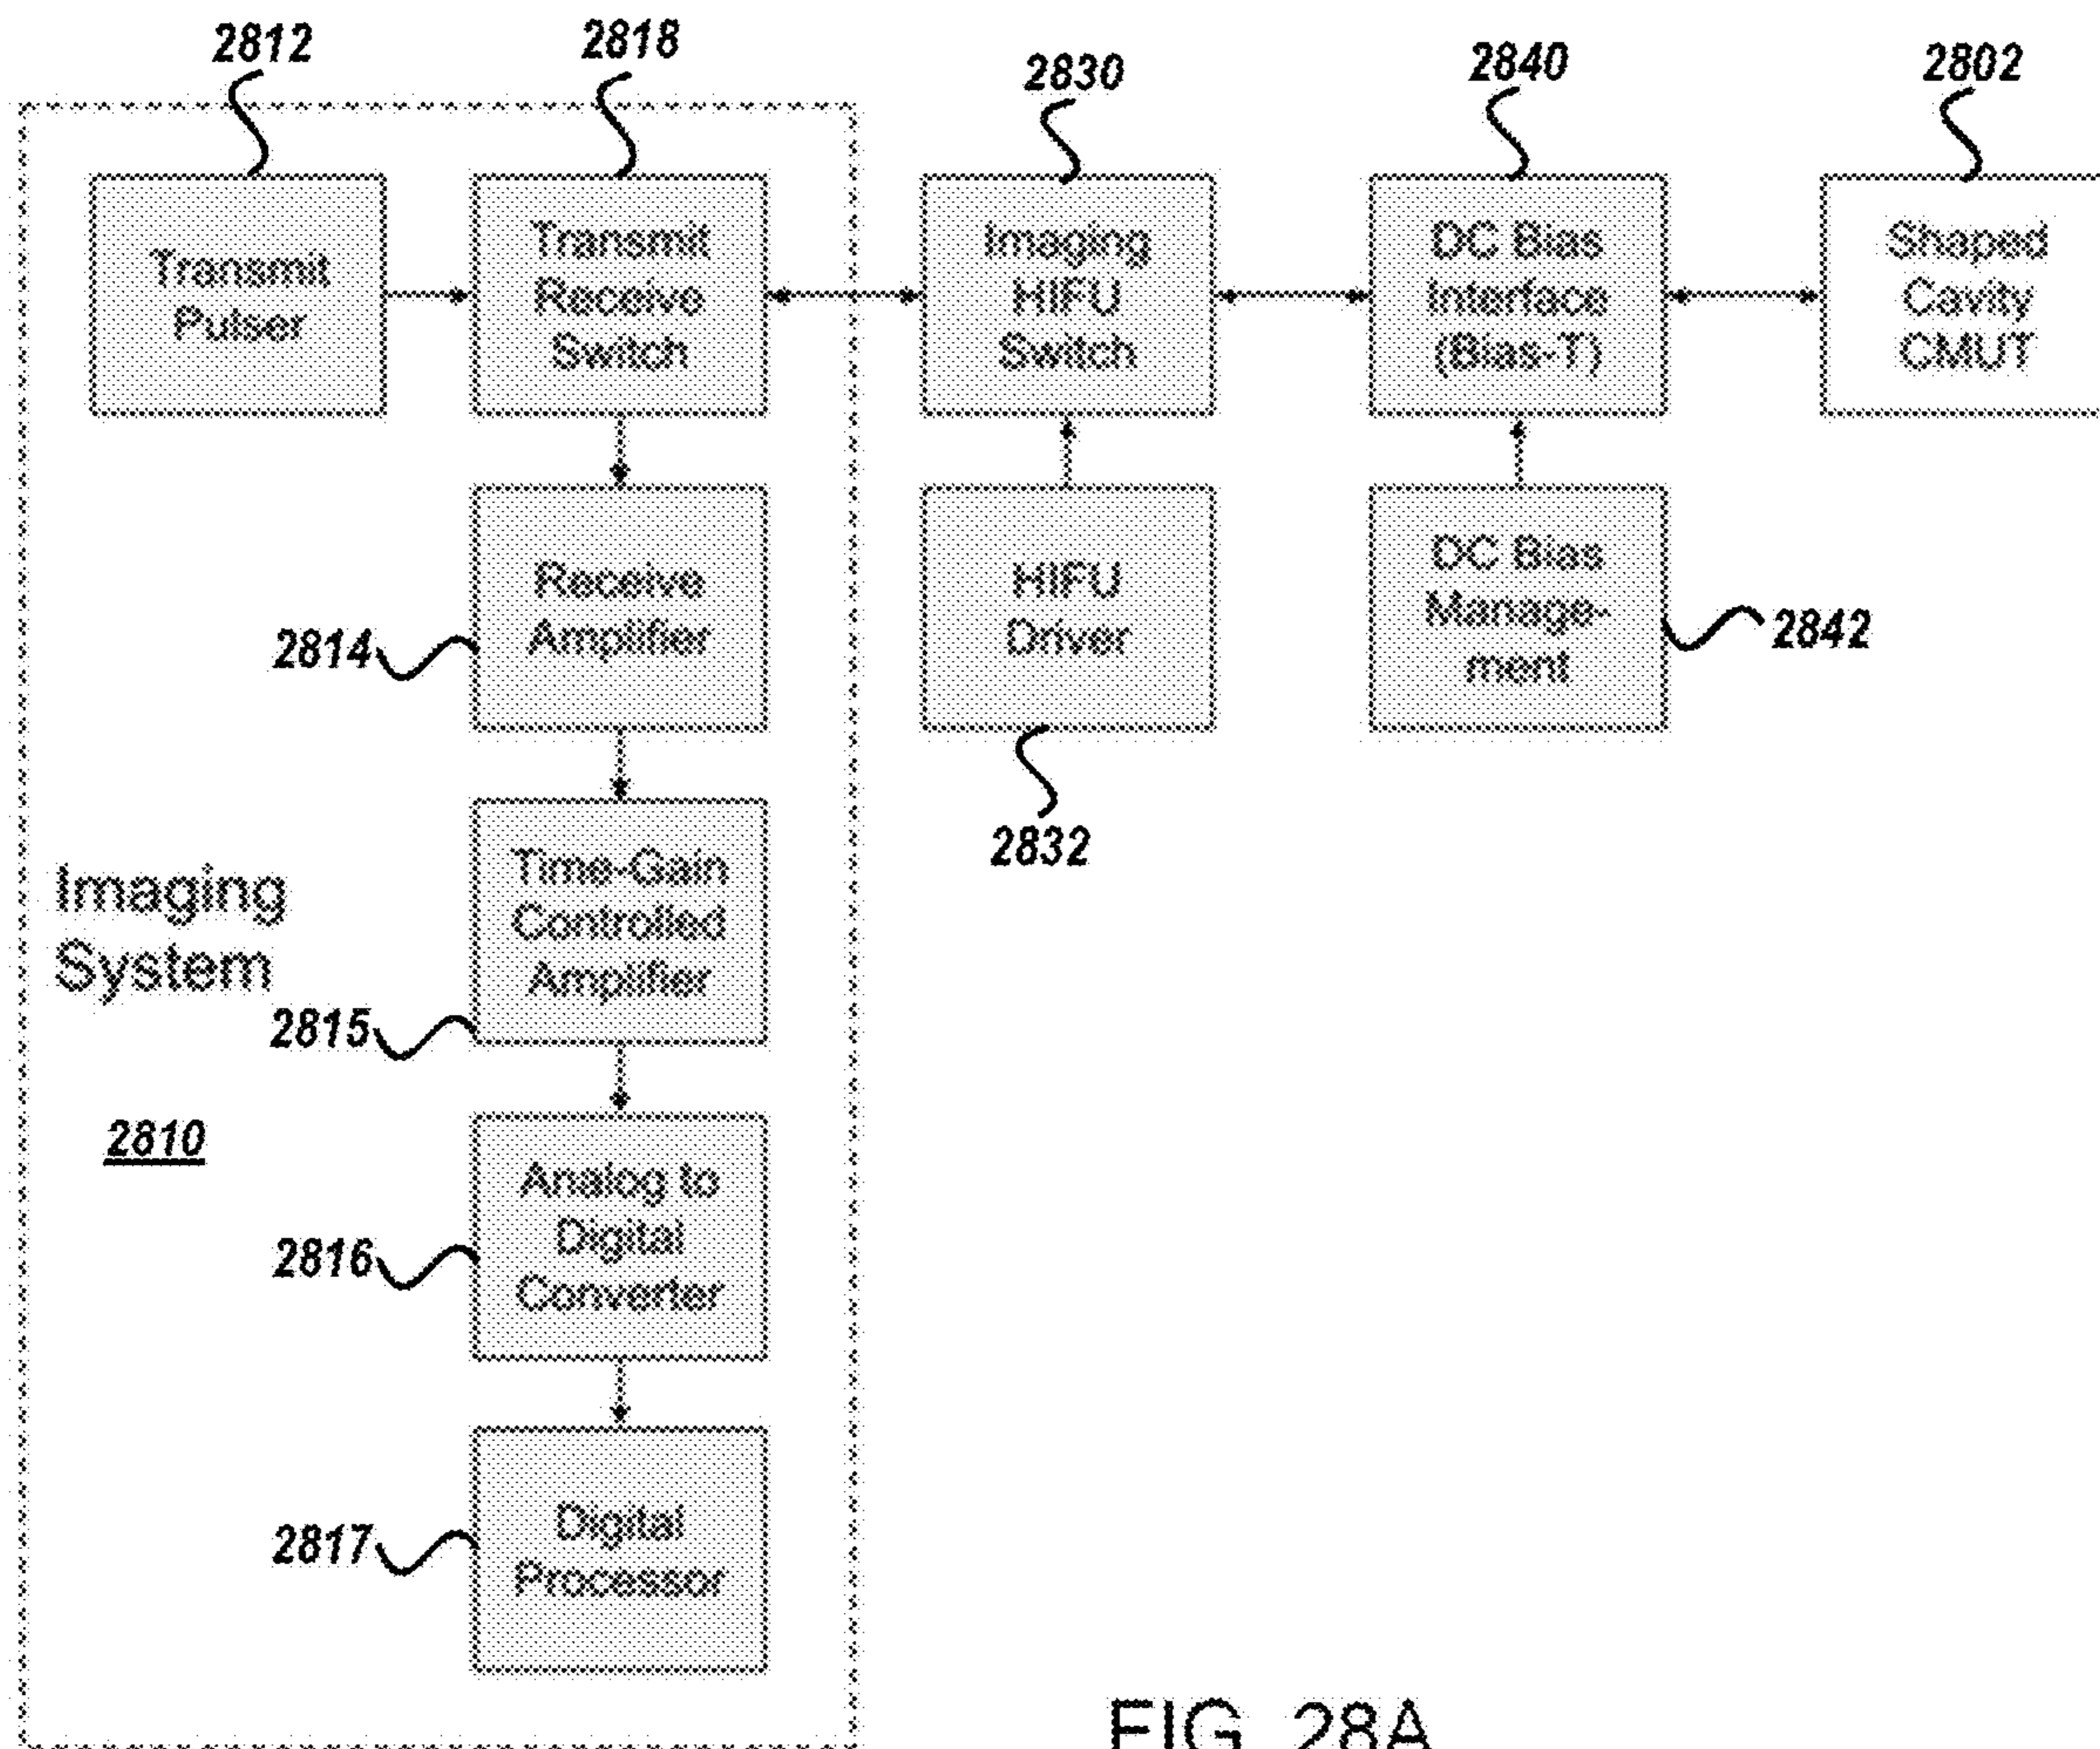 2812
2818
2830
2840
2802
Transmit
Pulser
Transmit
Receive
Switch
Imaging
HIFU
Switch
DC Bias
Interface
(Bias-T)
Shaped
Cavity
CMUT
Receive
Amplifier
2814
HIFU
Driver
2832
DC Bias
Manage-
ment
2842
Imaging
System
2810
Time-Gain
Controlled
Amplifier
2815
Analog to
Digital
Converter
2816
Digital
Processor
2817
FIG. 28A